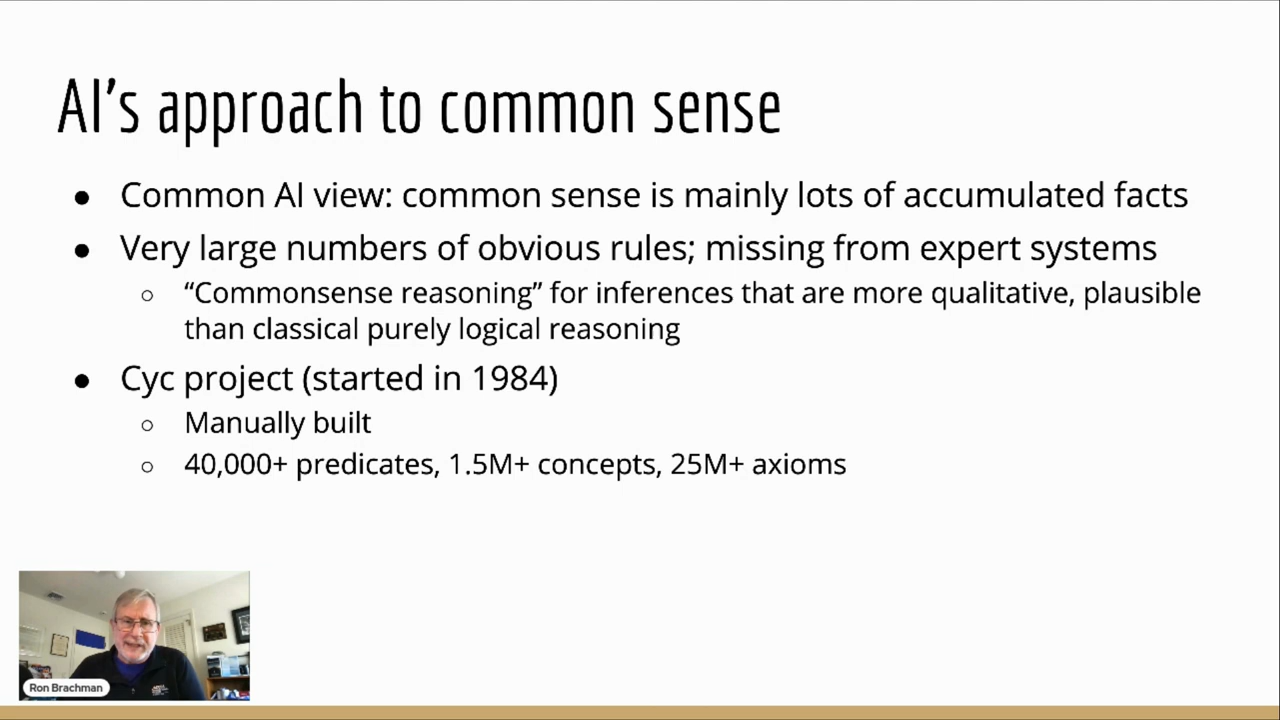 AI’s approach to common sense
● Common AI view: common sense is mainly lots of accumulated facts
● Very large numbers of obvious rules; missing from expert systems
○ “Commonsense reasoning” for inferences that are more qualitative, plausible
than classical purely logical reasoning
● Cyc project (started in 1984)
○ Manually built
○ 40,000+ predicates, 1.5M+ concepts, 25M+ axioms
Ron Brachman